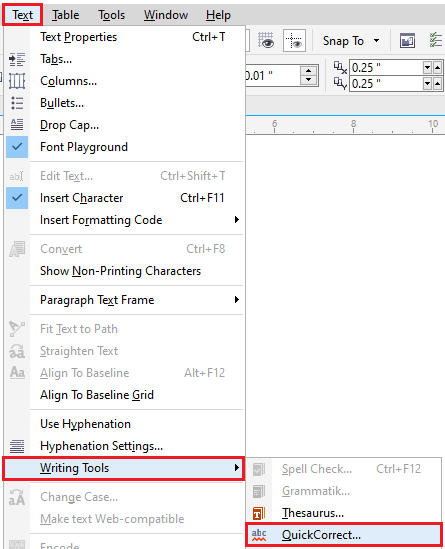 Text Table Tools Window Help
Text Properties Ctrl+T
Tabs...
Columns...
Bullets...
Drop Cap...
Font Playground
Edit Text... Ctrl+Shift+T
Insert Character Ctrl+F11
Insert Formatting Code
Convert Ctrl+F8
Show Non-Printing Characters
Paragraph Text Frame
Fit Text to Path
Straighten Text
Align To Baseline Alt+F12
Align To Baseline Grid
Use Hyphenation
Hyphenation Settings...
Writing Tools
Change Case...
Make text Web-compatible
Encode
Snap To
0.01 "
0.25 "
0.25 "
6 8 10
Spell Check... Ctrl+F12
Grammatik...
Thesaurus...
abc QuickCorrect...